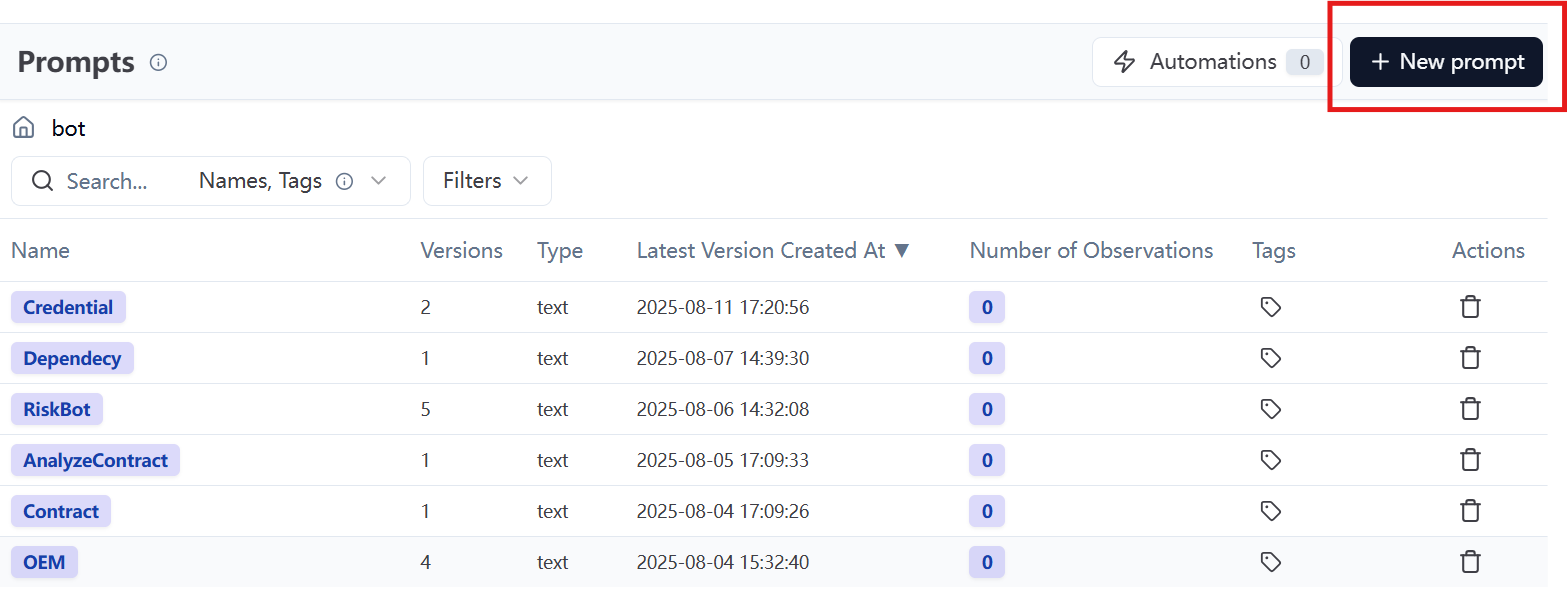 Prompts
Automations 0
+ New prompt
bot
Search... Names, Tags
Filters
Name Versions Type Latest Version Created At ▼ Number of Observations Tags Actions
Credential 2 text 2025-08-11 17:20:56 0
Dependecy 1 text 2025-08-07 14:39:30 0
RiskBot 5 text 2025-08-06 14:32:08 0
AnalyzeContract 1 text 2025-08-05 17:09:33 0
Contract 1 text 2025-08-04 17:09:26 0
OEM 4 text 2025-08-04 15:32:40 0